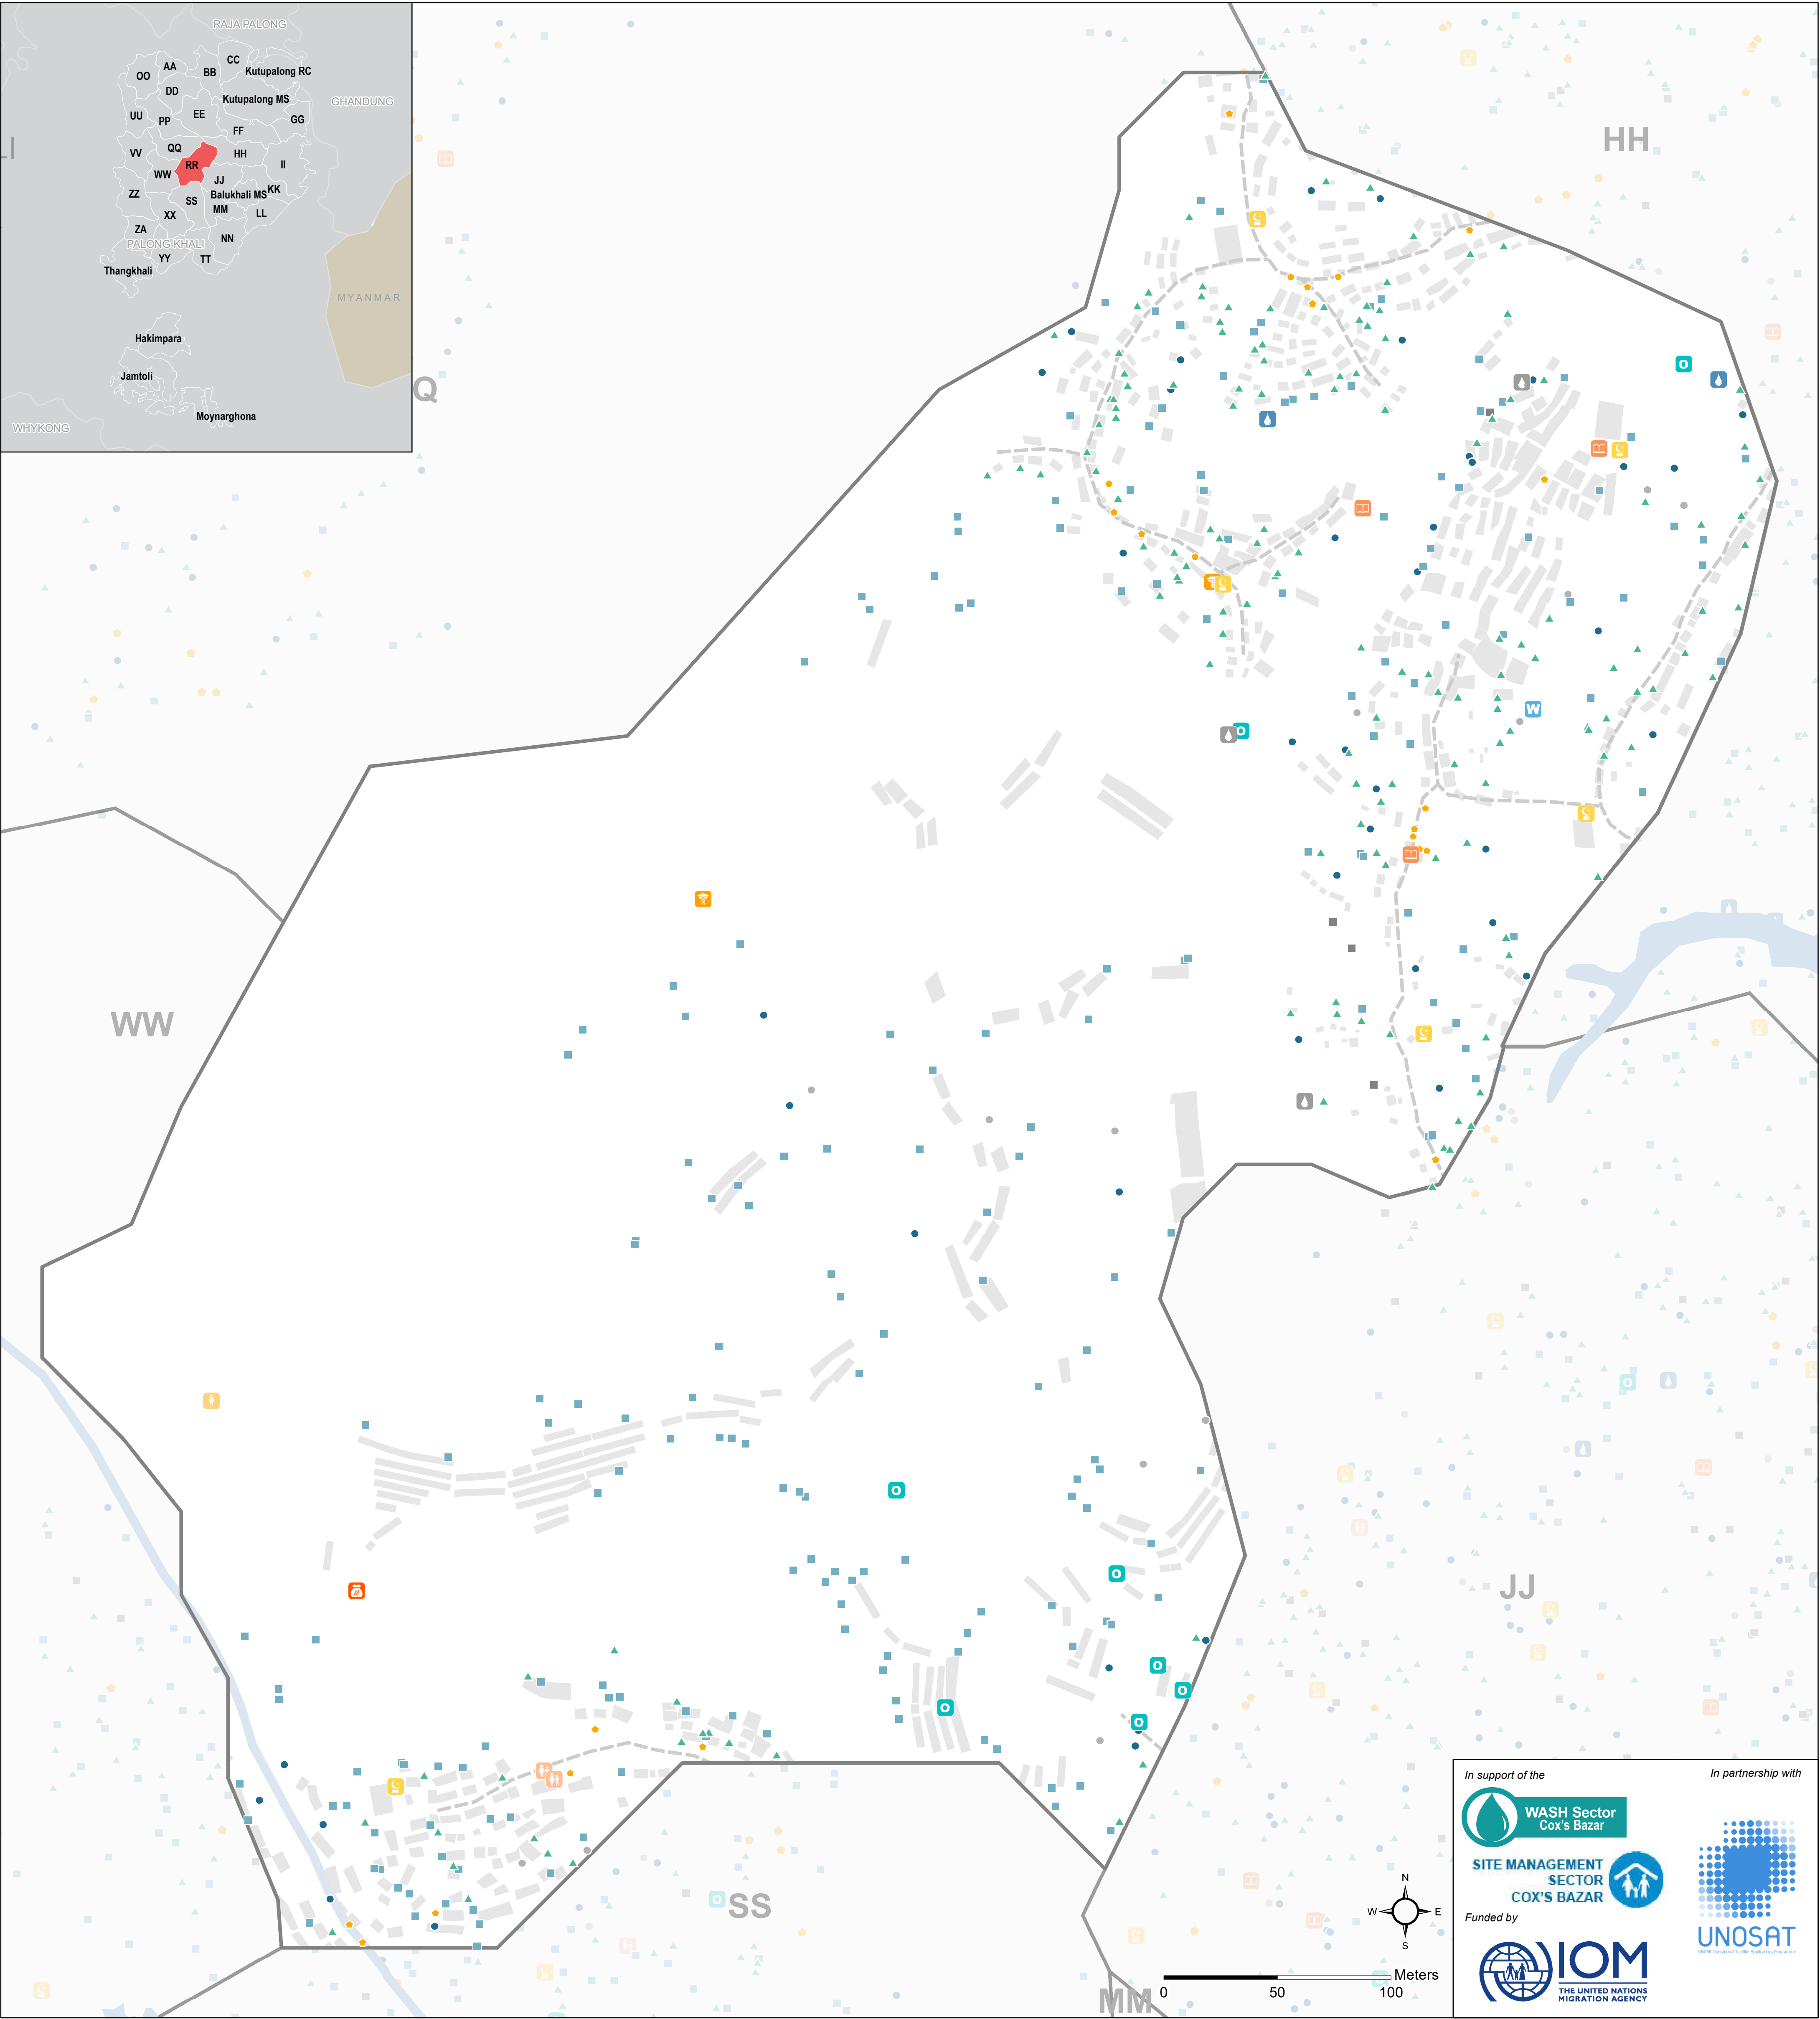 RAJA PALONG
CC
AA
BB
Kutupalong RC
OO
DD
Kutupalong MS
GHANDUNG
UU
PP
EE
GG
FF
VV
QQ
HH
RR
II
WW
JJ
ZZ
Balukhali MS
KK
SS
MM
LL
XX
ZA
NN
PALONG KHALI
YY
TT
Thangkhali
MYANMAR
Hakimpara
Jamtoli
Moynarghona
WHYKONG
LI
HH
Q
WW
JJ
SS
MM
W
N
W
E
S
Meters
0
50
100
In support of the
In partnership with
WASH Sector
Cox's Bazar
SITE MANAGEMENT
SECTOR
COX'S BAZAR
Funded by
UNOSAT
IOM
THE UNITED NATIONS
MIGRATION AGENCY